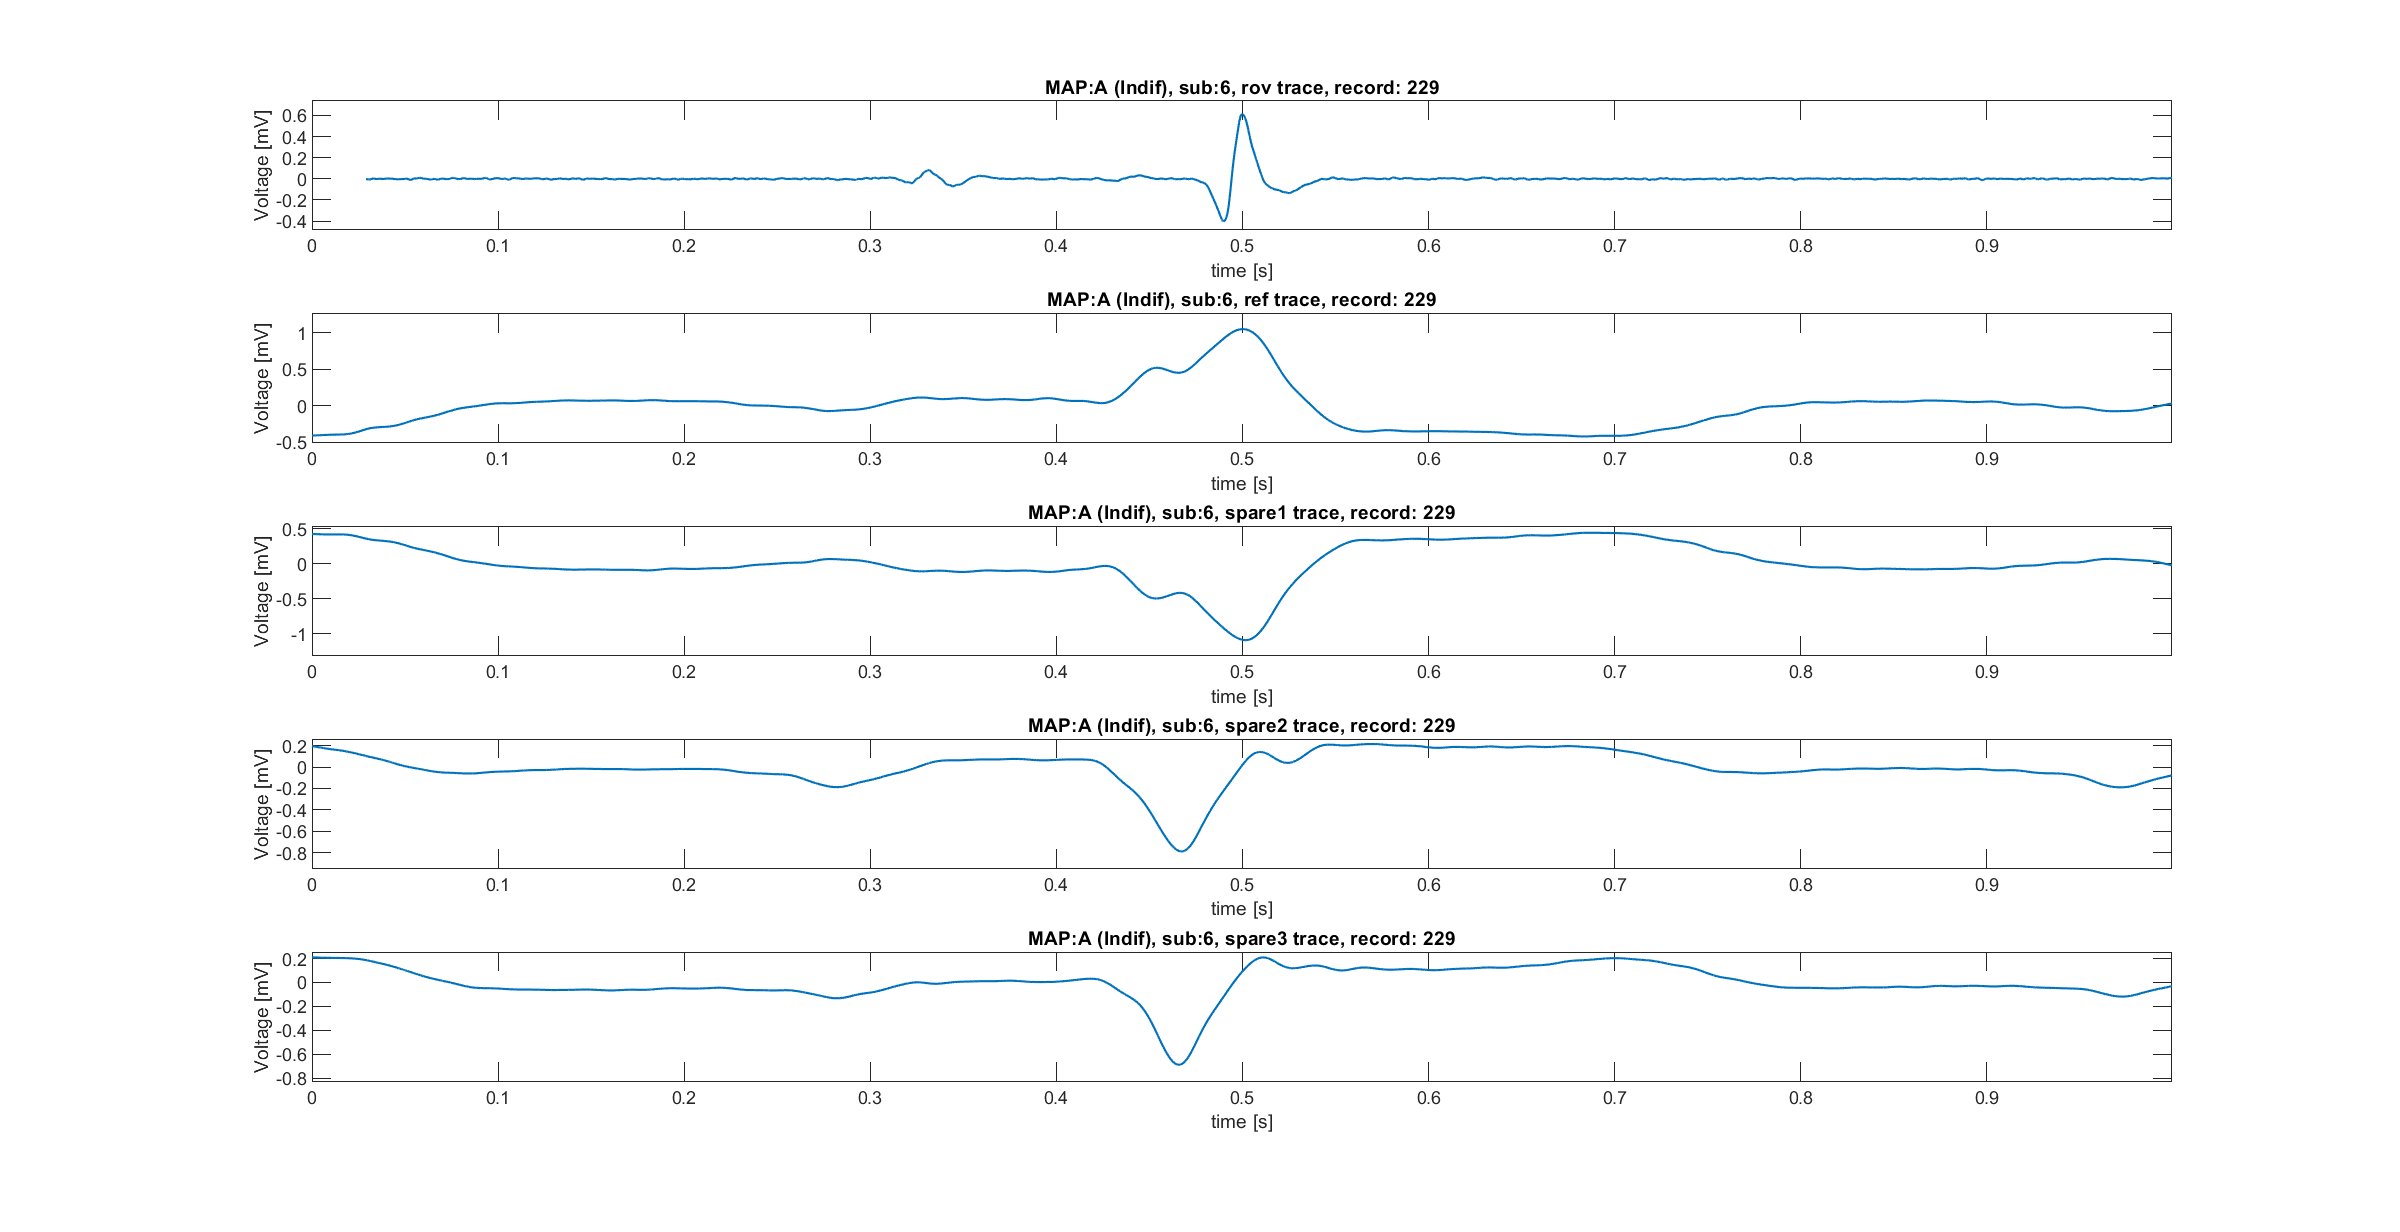 MAP:A (Indif), sub:6, rov trace, record: 229
Voltage [mV]
0.6
0.4
0.2
0
-0.2
-0.4
0 0.1 0.2 0.3 0.4 0.5 0.6 0.7 0.8 0.9
time [s]
MAP:A (Indif), sub:6, ref trace, record: 229
Voltage [mV]
1
0.5
0
-0.5
0 0.1 0.2 0.3 0.4 0.5 0.6 0.7 0.8 0.9
time [s]
MAP:A (Indif), sub:6, spare1 trace, record: 229
Voltage [mV]
0.5
0
-0.5
-1
0 0.1 0.2 0.3 0.4 0.5 0.6 0.7 0.8 0.9
time [s]
MAP:A (Indif), sub:6, spare2 trace, record: 229
Voltage [mV]
0.2
0
-0.2
-0.4
-0.6
-0.8
0 0.1 0.2 0.3 0.4 0.5 0.6 0.7 0.8 0.9
time [s]
MAP:A (Indif), sub:6, spare3 trace, record: 229
Voltage [mV]
0.2
0
-0.2
-0.4
-0.6
-0.8
0 0.1 0.2 0.3 0.4 0.5 0.6 0.7 0.8 0.9
time [s]